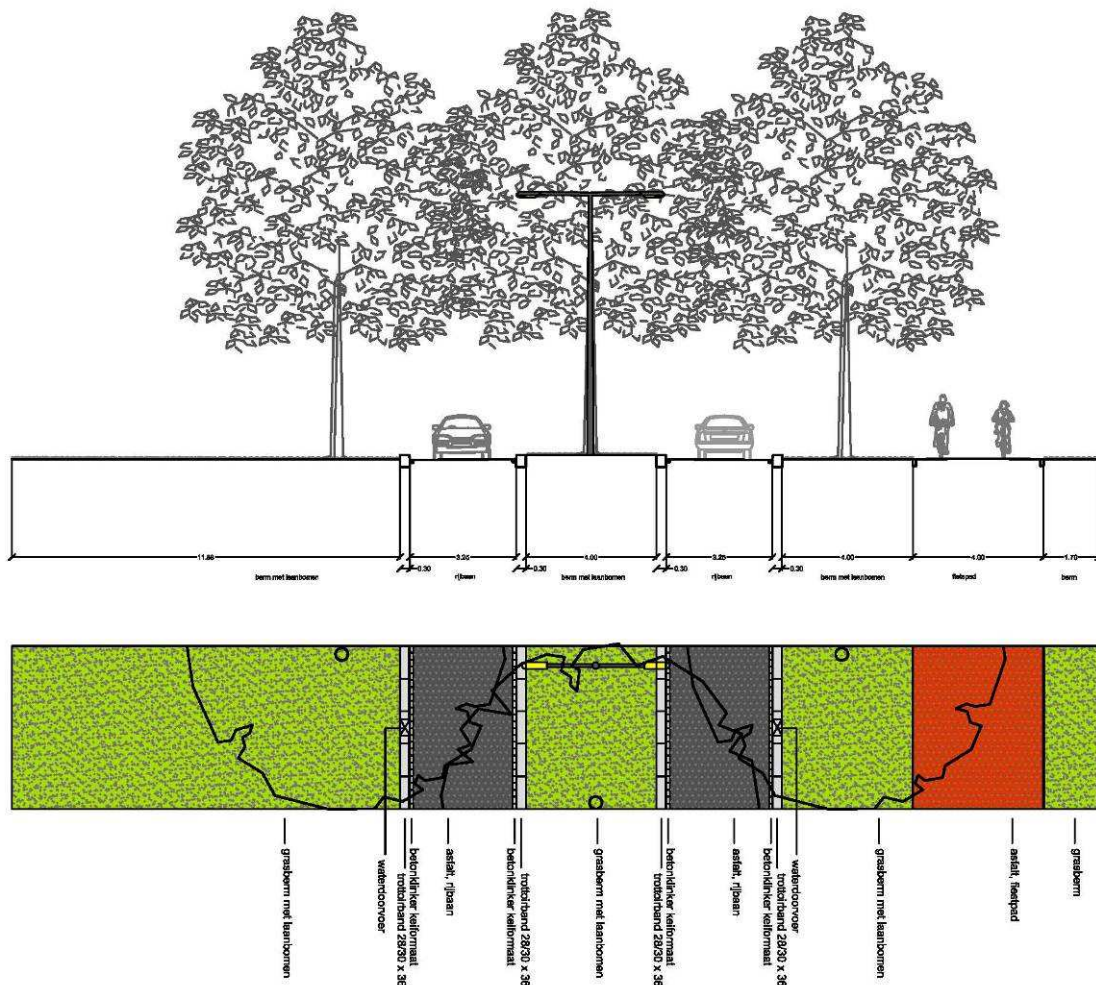 11.88
3.25
4.00
3.25
4.00
4.00
1.70
0.30
0.30
0.30
0.30
berm met laanbomen
rijbaan
berm met laanbomen
rijbaan
berm met laanbomen
fietspad
berm
grasberm met laanbomen
waterdoorvoer
trottoirband 28/30 x 36
betonklinker keiformaat
asfalt, rijbaan
betonklinker keiformaat
trottoirband 28/30 x 36
grasberm met laanbomen
trottoirband 28/30 x 36
betonklinker keiformaat
asfalt, rijbaan
betonklinker keiformaat
trottoirband 28/30 x 36
waterdoorvoer
grasberm met laanbomen
asfalt, fietspad
grasberm